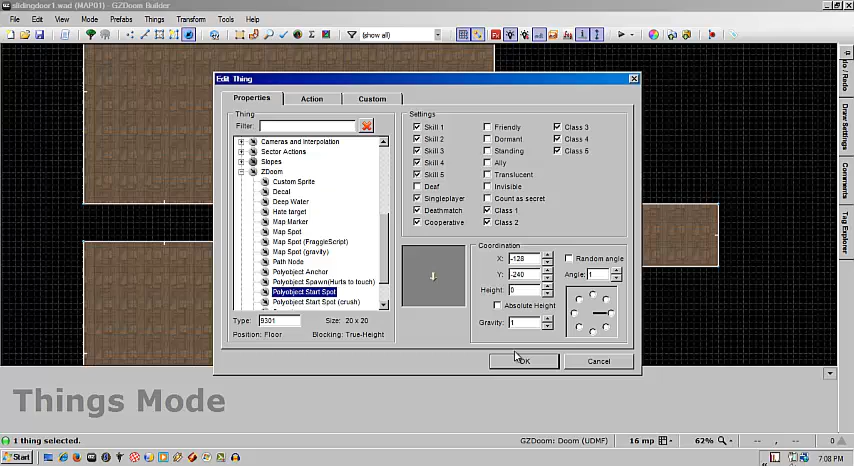 slidingdoor1.wad (MAP01) - GZDoom Builder
File Edit View Mode Prefabs Things Transform Tools Help
(show all)
Edit Thing
Properties Action Custom
Thing
Filter:
Cameras and Interpolation
Sector Actions
Slopes
ZDoom
Custom Sprite
Decal
Deep Water
Hate target
Map Marker
Map Spot
Map Spot (FraggleScript)
Map Spot (gravity)
Path Node
Polyobject Anchor
Polyobject Spawn(Hurts to touch)
Polyobject Start Spot
Polyobject Start Spot (crush)
Type: 9301 Size: 20 x 20
Position: Floor Blocking: True-Height
Settings
Skill 1 Friendly Class 3
Skill 2 Dormant Class 4
Skill 3 Standing Class 5
Skill 4 Ally
Skill 5 Translucent
Deaf Invisible
Singleplayer Count as secret
Deathmatch Class 1
Cooperative Class 2
Coordination
X: -128 Random angle
Y: -240 Angle: 1
Height: 0
Absolute Height
Gravity: 1
OK Cancel
do / Redo
Draw Settings
Comments
Tag Explorer
Things Mode
1 thing selected. GZDoom: Doom (UDMF) 16 mp 62% -- , -- 0
Start 7:08 PM